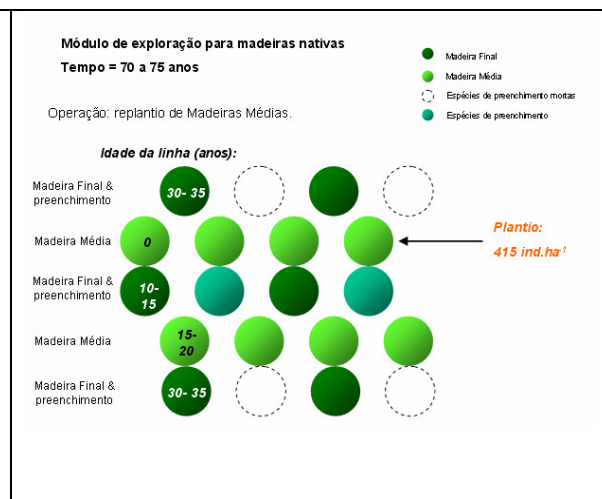 Módulo de exploração para madeiras nativas
Tempo = 70 a 75 anos
Madeira Final
Madeira Média
Espécies de preenchimento mortas
Espécies de preenchimento
Operação: replantio de Madeiras Médias.
Idade da linha (anos):
Madeira Final &
preenchimento
30- 35
Madeira Média
0
Plantio:
415 ind.ha⁻¹
Madeira Final &
preenchimento
10-
15
Madeira Média
15-
20
Madeira Final &
preenchimento
30- 35